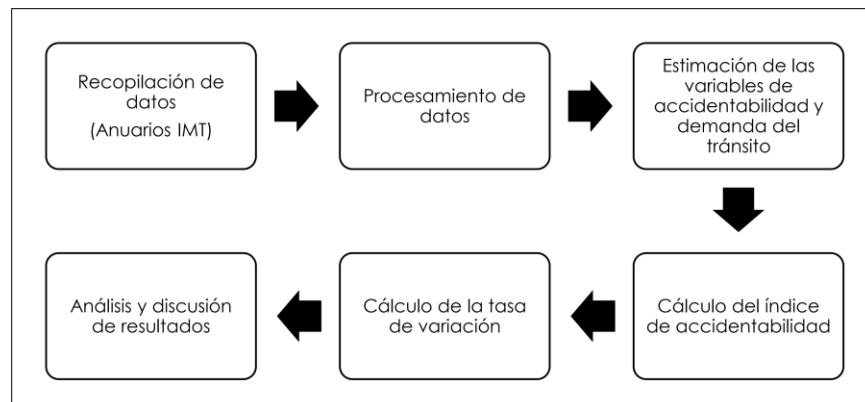 Recopilación de
datos
(Anuarios IMT)
Procesamiento de
datos
Estimación de las
variables de
accidentabilidad y
demanda del
tránsito
Cálculo del índice
de accidentabilidad
Cálculo de la tasa
de variación
Análisis y discusión
de resultados